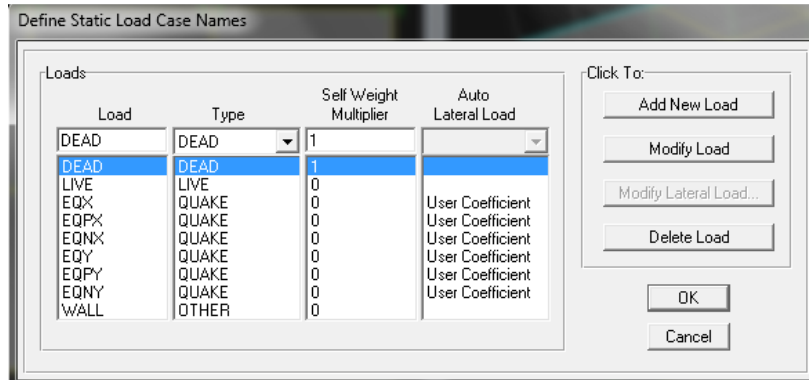 Define Static Load Case Names
Loads
Load Type Self Weight Multiplier Auto Lateral Load
DEAD DEAD 1
DEAD DEAD 1
LIVE LIVE 0
EQX QUAKE 0 User Coefficient
EQPX QUAKE 0 User Coefficient
EQNX QUAKE 0 User Coefficient
EQY QUAKE 0 User Coefficient
EQPY QUAKE 0 User Coefficient
EQNY QUAKE 0 User Coefficient
WALL OTHER 0
Click To:
Add New Load
Modify Load
Modify Lateral Load...
Delete Load
OK
Cancel